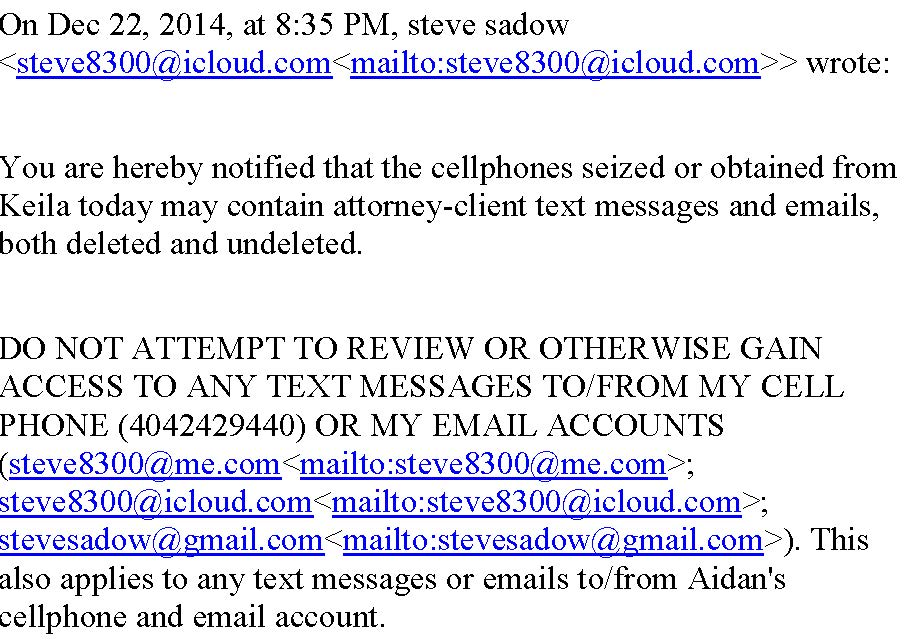 On Dec 22, 2014, at 8:35 PM, steve sadow
<steve8300@icloud.com<mailto:steve8300@icloud.com>> wrote:
You are hereby notified that the cellphones seized or obtained from
Keila today may contain attorney-client text messages and emails,
both deleted and undeleted.
DO NOT ATTEMPT TO REVIEW OR OTHERWISE GAIN
ACCESS TO ANY TEXT MESSAGES TO/FROM MY CELL
PHONE (4042429440) OR MY EMAIL ACCOUNTS
(steve8300@me.com<mailto:steve8300@me.com>;
steve8300@icloud.com<mailto:steve8300@icloud.com>;
stevesadow@gmail.com<mailto:stevesadow@gmail.com>). This
also applies to any text messages or emails to/from Aidan's
cellphone and email account.